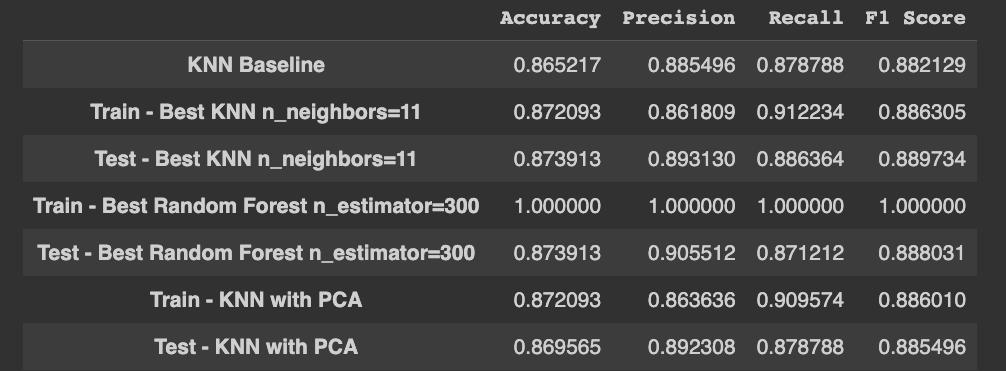 Accuracy Precision Recall F1 Score
KNN Baseline 0.865217 0.885496 0.878788 0.882129
Train - Best KNN n_neighbors=11 0.872093 0.861809 0.912234 0.886305
Test - Best KNN n_neighbors=11 0.873913 0.893130 0.886364 0.889734
Train - Best Random Forest n_estimator=300 1.000000 1.000000 1.000000 1.000000
Test - Best Random Forest n_estimator=300 0.873913 0.905512 0.871212 0.888031
Train - KNN with PCA 0.872093 0.863636 0.909574 0.886010
Test - KNN with PCA 0.869565 0.892308 0.878788 0.885496